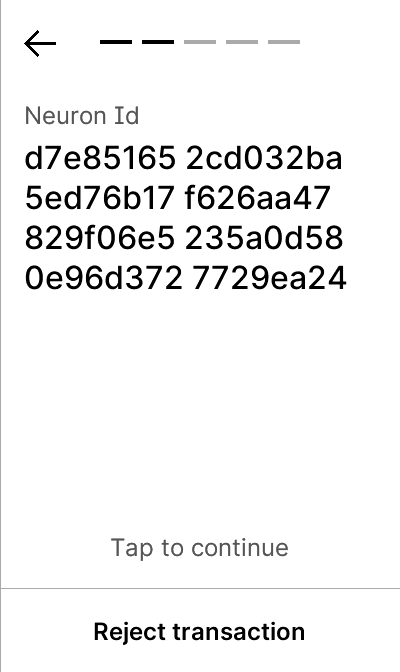 Neuron Id
d7e85165 2cd032ba
5ed76b17 f626aa47
829f06e5 235a0d58
0e96d372 7729ea24
Tap to continue
Reject transaction